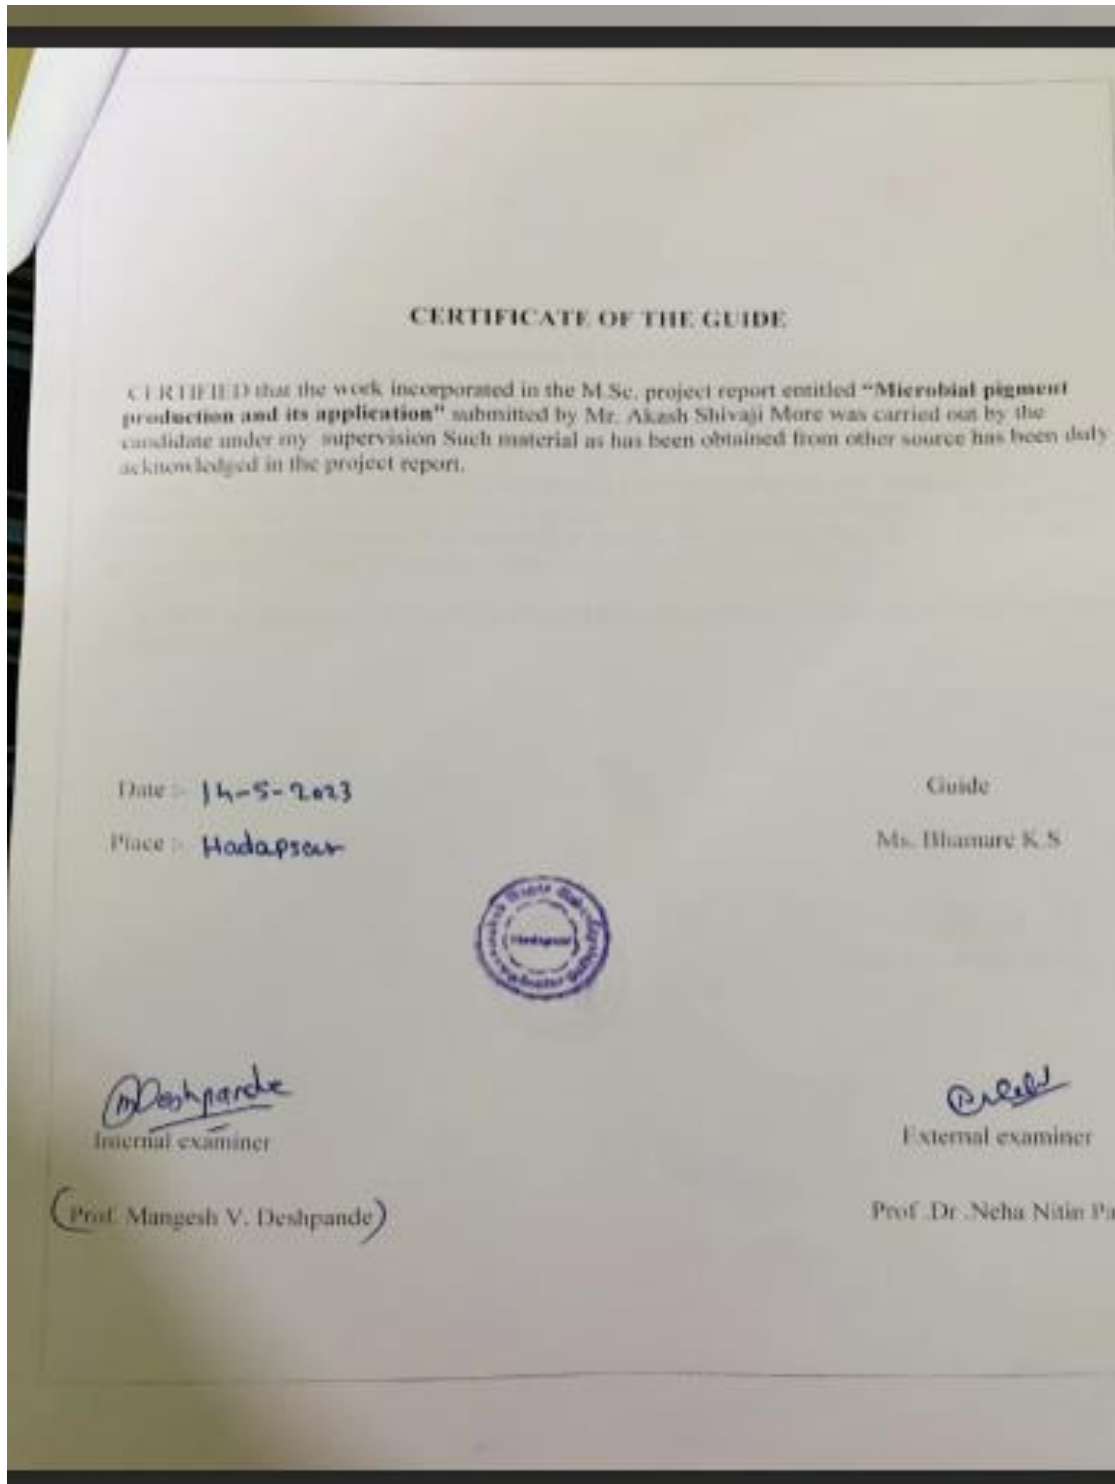 CERTIFICATE OF THE GUIDE
CERTIFIED that the work incorporated in the M.Sc. project report entitled “Microbial pigment
production and its application” submitted by Mr. Akash Shivaji More was carried out by the
candidate under my supervision Such material as has been obtained from other source has been duly
acknowledged in the project report.
Date :- 14-5-2023
Guide
Place :- Hadapsar
Ms. Bhamare K.S
Hadapsar
MDeshpande
Internal examiner
External examiner
(Prof. Mangesh V. Deshpande)
Prof .Dr .Neha Nitin Pa